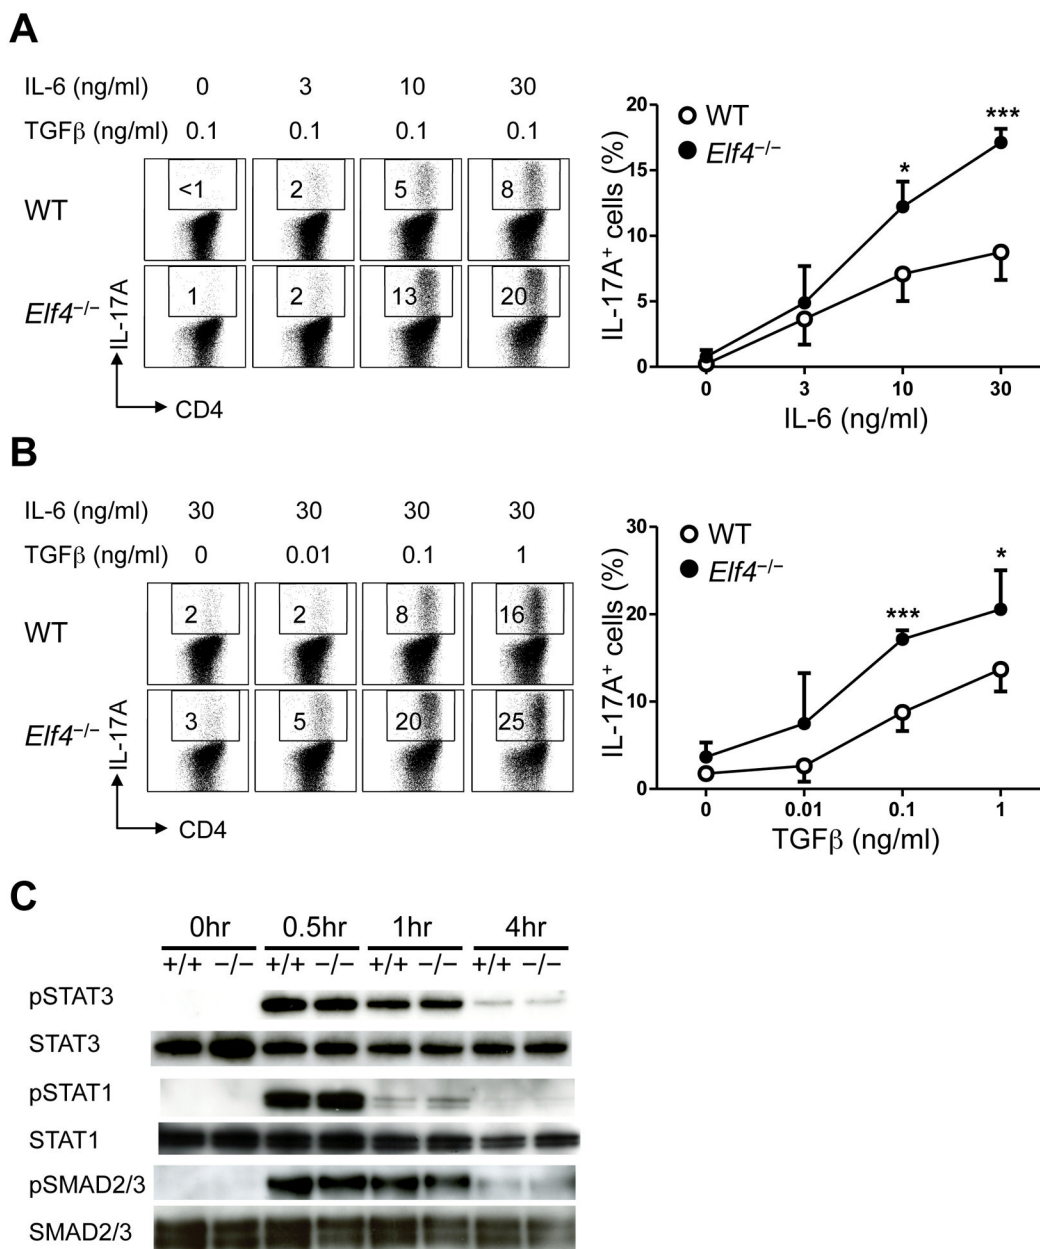 A
IL-6 (ng/ml) 0 3 10 30
TGFβ (ng/ml) 0.1 0.1 0.1 0.1
WT <1 2 5 8
Elf4−/− 1 2 13 20
IL-17A
CD4
20
15
10
5
0
IL-17A+ cells (%)
WT
Elf4−/−
* ***
0 3 10 30
IL-6 (ng/ml)
B
IL-6 (ng/ml) 30 30 30 30
TGFβ (ng/ml) 0 0.01 0.1 1
WT 2 2 8 16
Elf4−/− 3 5 20 25
IL-17A
CD4
30
20
10
0
IL-17A+ cells (%)
WT
Elf4−/−
*** *
0 0.01 0.1 1
TGFβ (ng/ml)
C
0hr 0.5hr 1hr 4hr
+/+ −/− +/+ −/− +/+ −/− +/+ −/−
pSTAT3
STAT3
pSTAT1
STAT1
pSMAD2/3
SMAD2/3